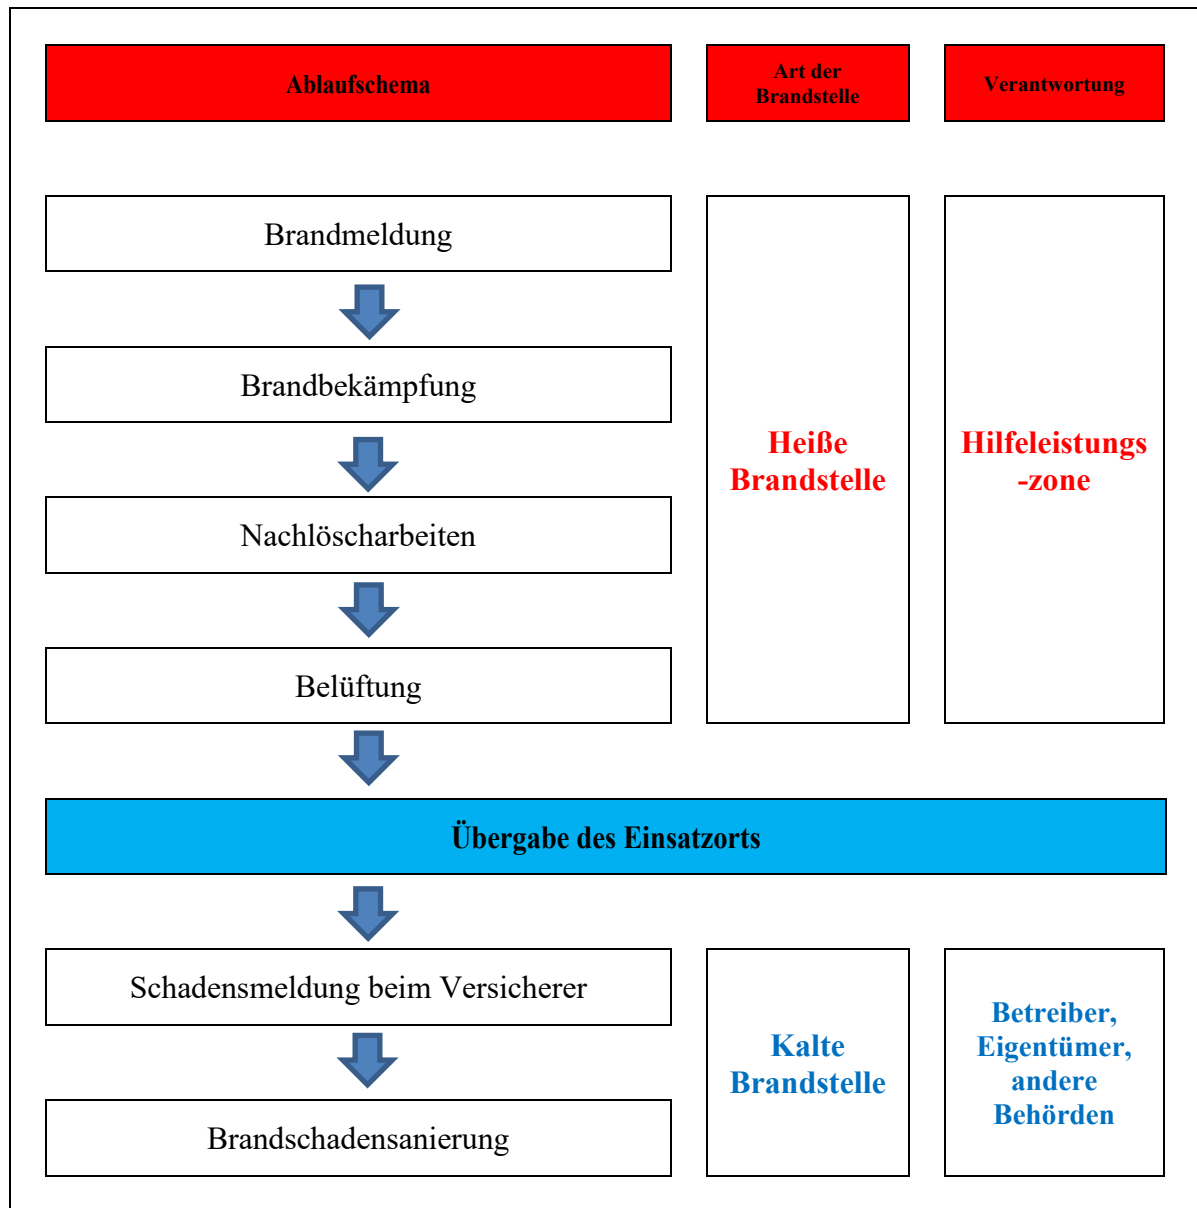 Ablaufschema
Art der
Brandstelle
Verantwortung
Brandmeldung
Brandbekämpfung
Nachlöscharbeiten
Belüftung
Heiße
Brandstelle
Hilfeleistungs
-zone
Übergabe des Einsatzorts
Schadensmeldung beim Versicherer
Brandschadensanierung
Kalte
Brandstelle
Betreiber,
Eigentümer,
andere
Behörden